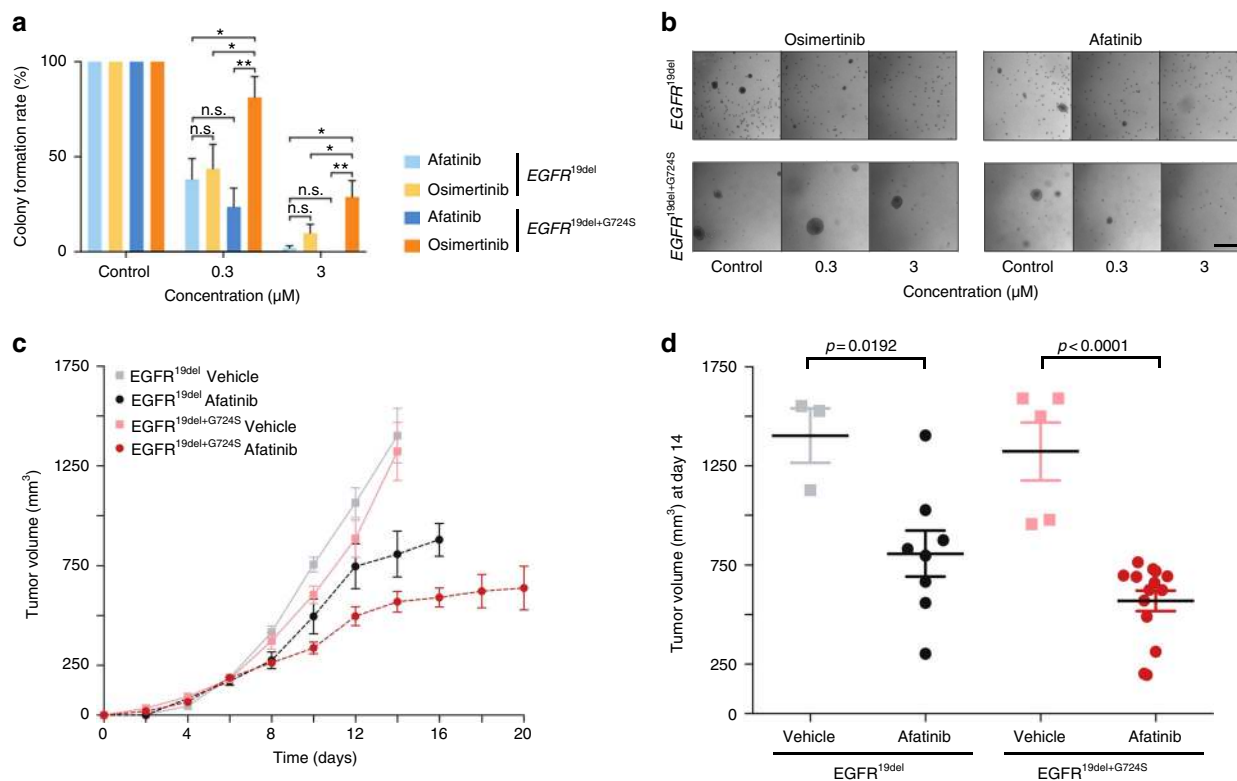 a
* 
*
**
n.s.
n.s.
*
*
**
n.s.
n.s.
100
50
0
Colony formation rate (%)
Control 0.3 3
Concentration (µM)
Afatinib
Osimertinib
EGFR19del
Afatinib
Osimertinib
EGFR19del+G724S
b
Osimertinib Afatinib
EGFR19del
EGFR19del+G724S
Control 0.3 3 Control 0.3 3
Concentration (µM)
c
1750
1250
750
250
0
Tumor volume (mm3)
EGFR19del Vehicle
EGFR19del Afatinib
EGFR19del+G724S Vehicle
EGFR19del+G724S Afatinib
0 4 8 12 16 20
Time (days)
d
p=0.0192 p<0.0001
1750
1250
750
250
0
Tumor volume (mm3) at day 14
Vehicle Afatinib Vehicle Afatinib
EGFR19del EGFR19del+G724S